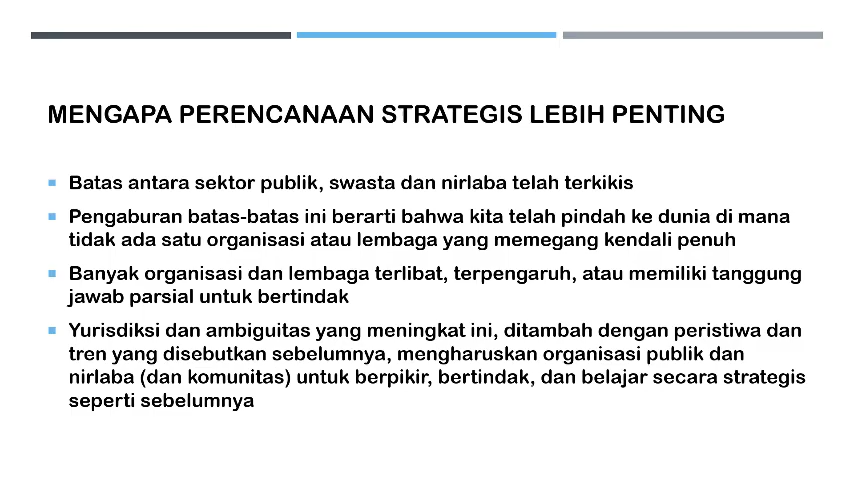 MENGAPA PERENCANAAN STRATEGIS LEBIH PENTING
Batas antara sektor publik, swasta dan nirlaba telah terkikis
Pengaburan batas-batas ini berarti bahwa kita telah pindah ke dunia di mana
tidak ada satu organisasi atau lembaga yang memegang kendali penuh
Banyak organisasi dan lembaga terlibat, terpengaruh, atau memiliki tanggung
jawab parsial untuk bertindak
Yurisdiksi dan ambiguitas yang meningkat ini, ditambah dengan peristiwa dan
tren yang disebutkan sebelumnya, mengharuskan organisasi publik dan
nirlaba (dan komunitas) untuk berpikir, bertindak, dan belajar secara strategis
seperti sebelumnya